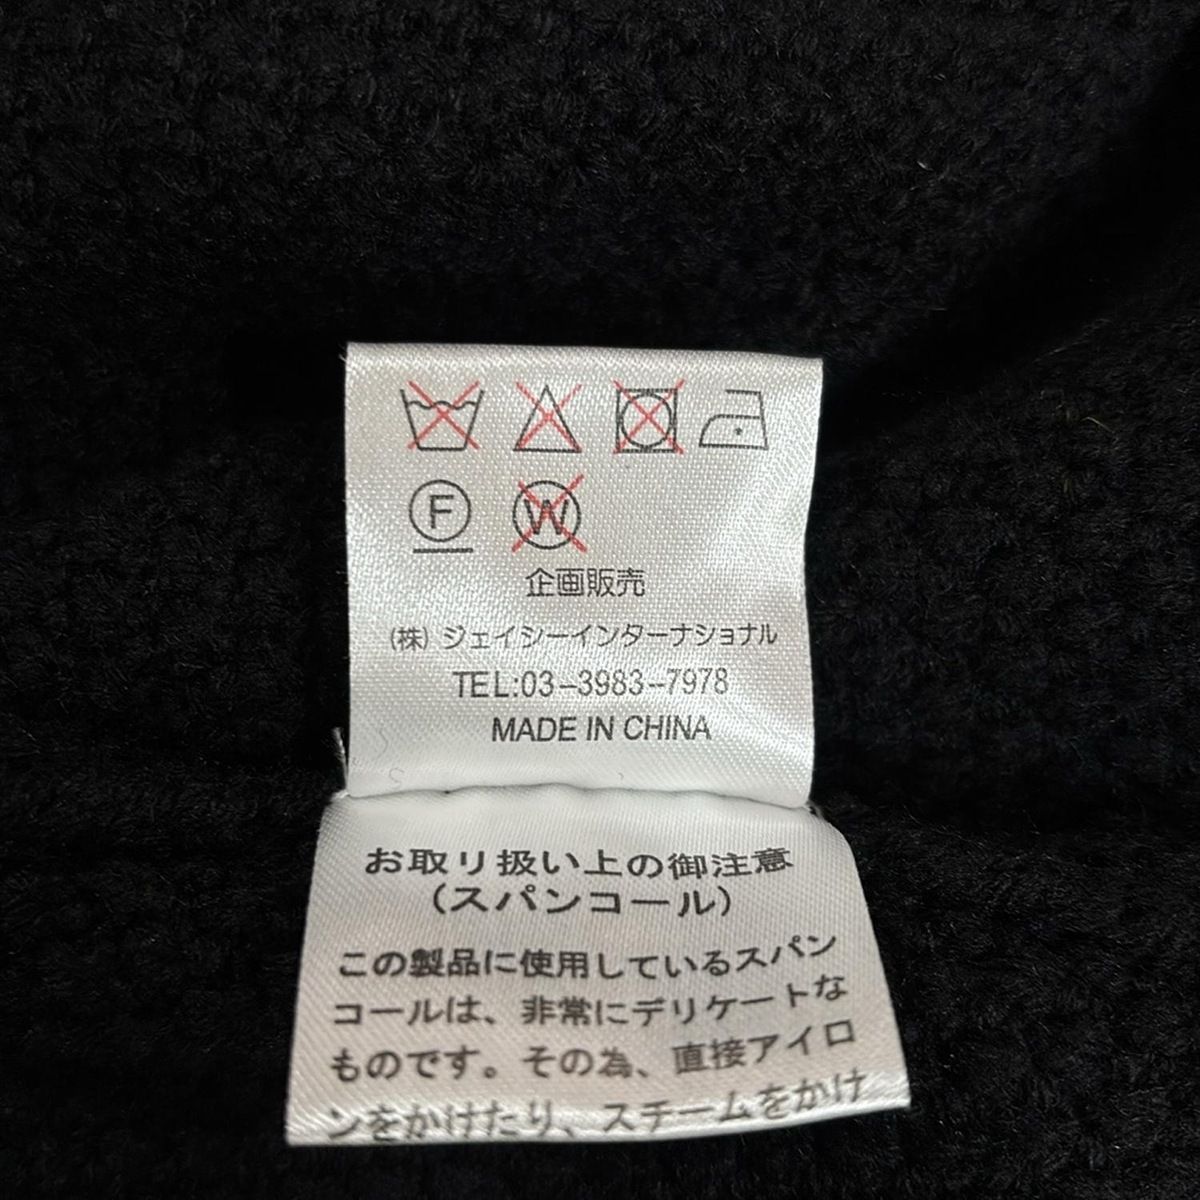 F
W
企画販売
(株) ジェイシーインターナショナル
TEL:03-3983-7978
MADE IN CHINA
お取り扱い上の御注意
(スパンコール)
この製品に使用しているスパン
コールは、非常にデリケートな
ものです。その為、直接アイロ
ンをかけたり、スチームをかけ